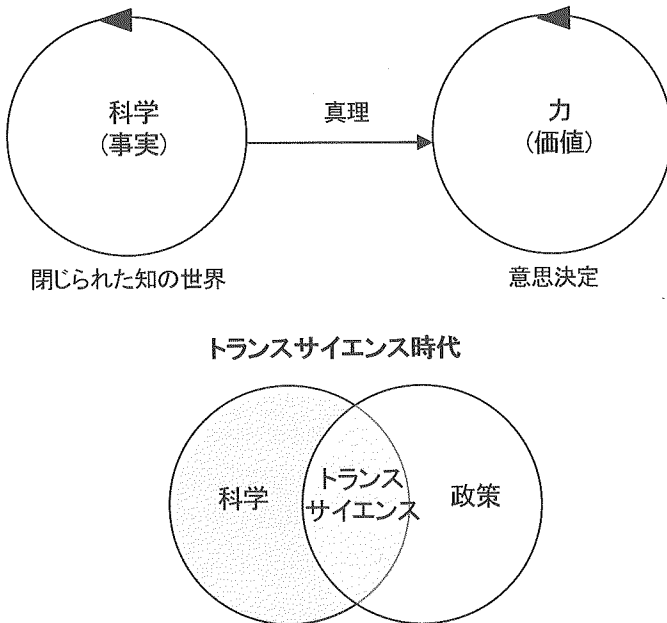 科学
(事実)
真理
力
(価値)
閉じられた知の世界
意思決定
トランスサイエンス時代
科学
トランス
サイエンス
政策